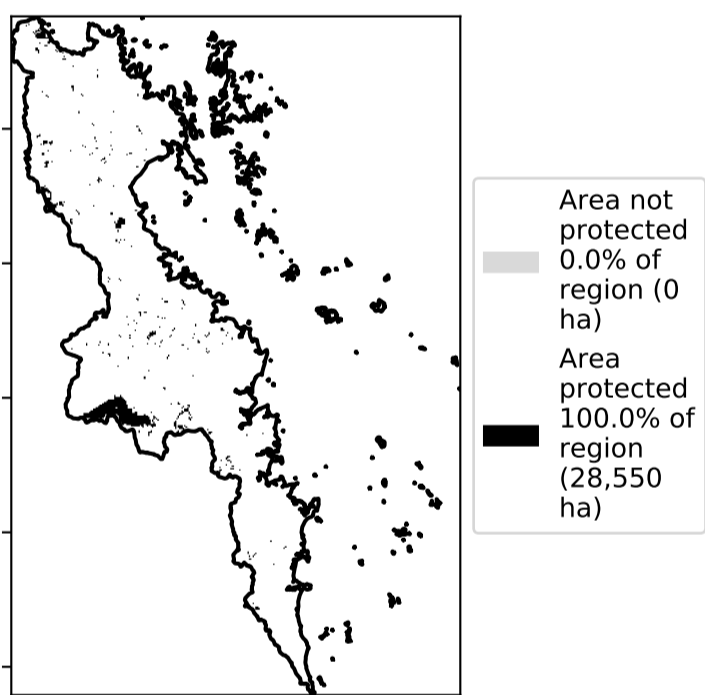 Area not
protected
0.0% of
region (0
ha)
Area
protected
100.0% of
region
(28,550
ha)